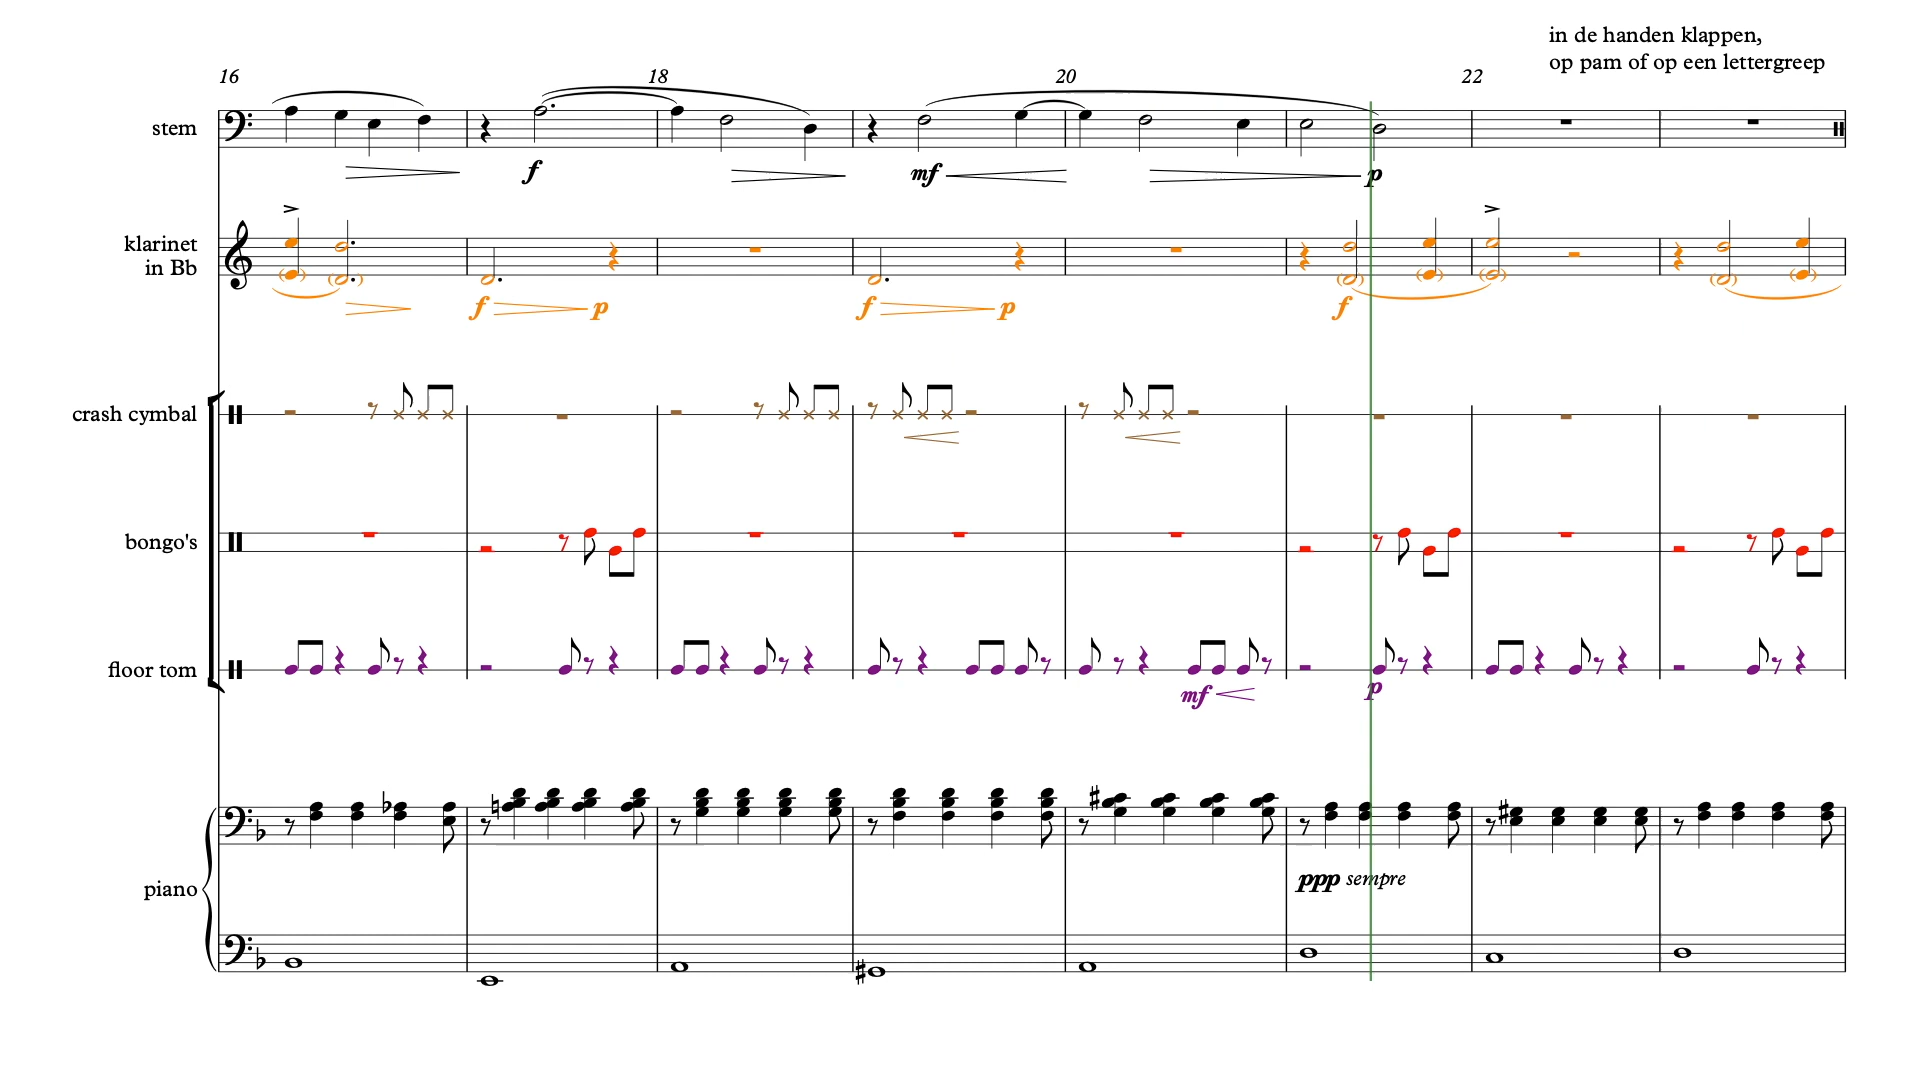 in de handen klappen,
op pam of op een lettergreep
16
18
20
22
stem
f
mf
p
klarinet
in Bb
f
p
f
p
f
crash cymbal
bongo's
floor tom
mf
p
piano
ppp sempre